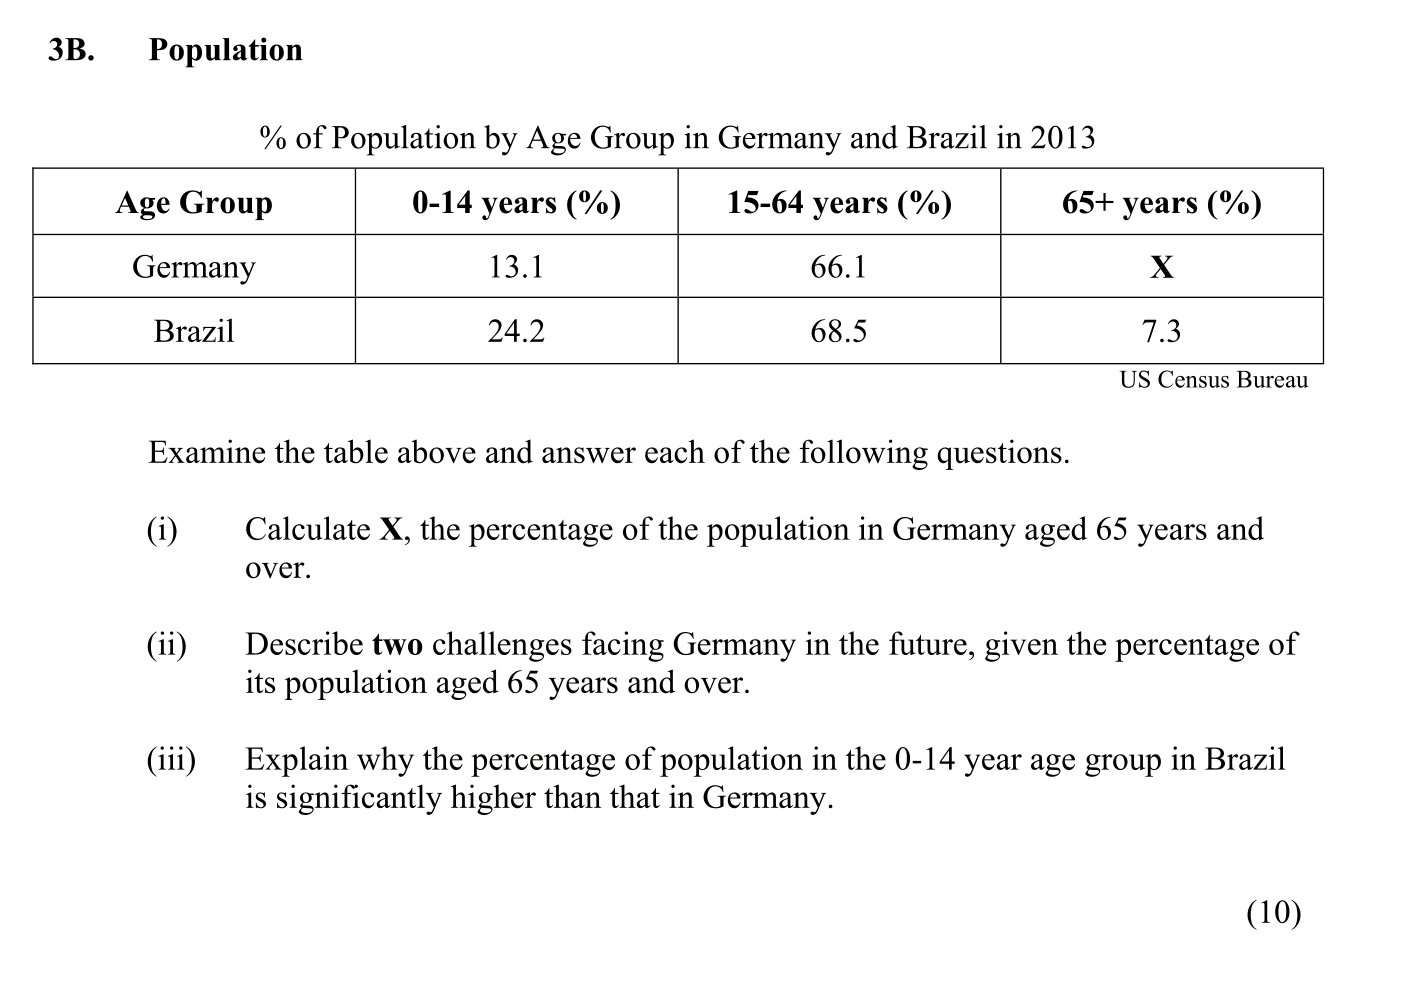 3B. Population
% of Population by Age Group in Germany and Brazil in 2013
Age Group 0-14 years (%) 15-64 years (%) 65+ years (%)
Germany 13.1 66.1 X
Brazil 24.2 68.5 7.3
US Census Bureau
Examine the table above and answer each of the following questions.
(i) Calculate X, the percentage of the population in Germany aged 65 years and
over.
(ii) Describe two challenges facing Germany in the future, given the percentage of
its population aged 65 years and over.
(iii) Explain why the percentage of population in the 0-14 year age group in Brazil
is significantly higher than that in Germany.
(10)